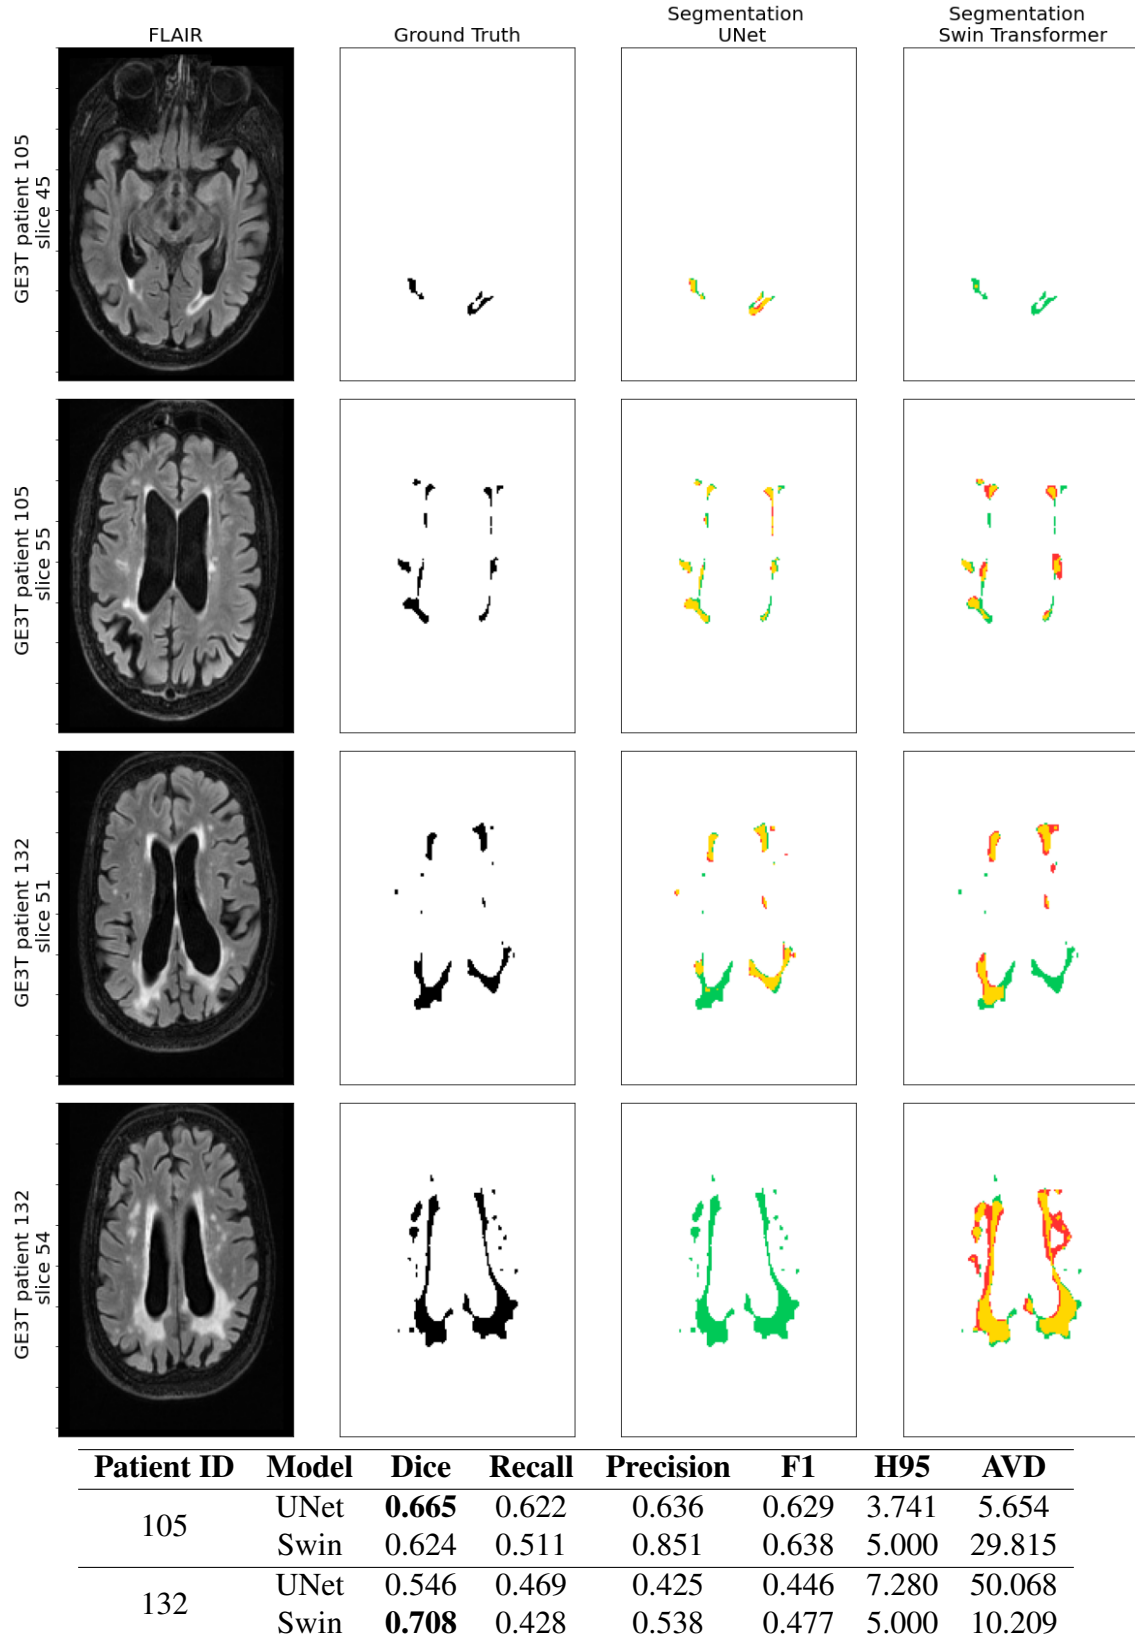 FLAIR
Ground Truth
Segmentation
UNet
Segmentation
Swin Transformer
GE3T patient 105
slice 45
GE3T patient 105
slice 55
GE3T patient 132
slice 51
GE3T patient 132
slice 54
Patient ID Model Dice Recall Precision F1 H95 AVD
105
UNet 0.665 0.622 0.636 0.629 3.741 5.654
Swin 0.624 0.511 0.851 0.638 5.000 29.815
132
UNet 0.546 0.469 0.425 0.446 7.280 50.068
Swin 0.708 0.428 0.538 0.477 5.000 10.209